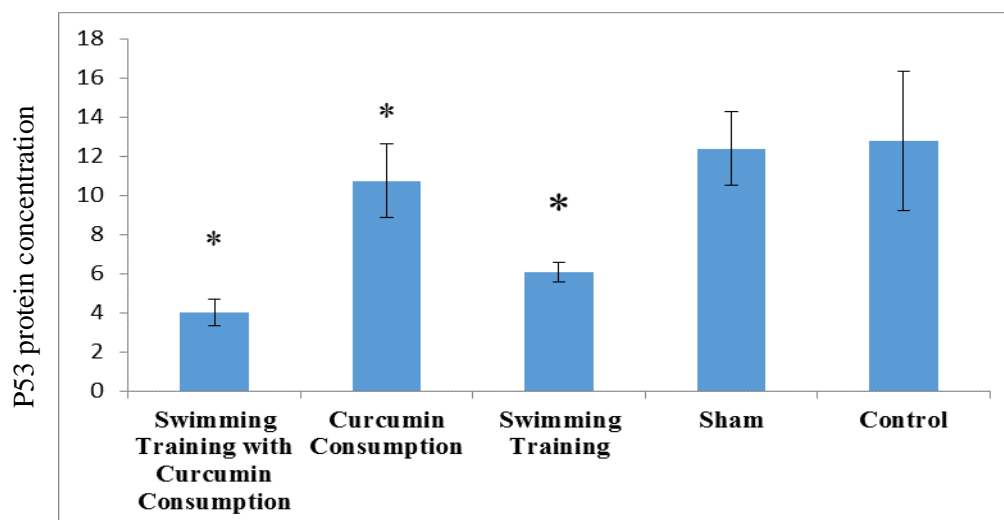 P53 protein concentration
18
16
14
12
10
8
6
4
2
0
*
*
*
Swimming
Training with
Curcumin
Consumption
Curcumin
Consumption
Swimming
Training
Sham
Control